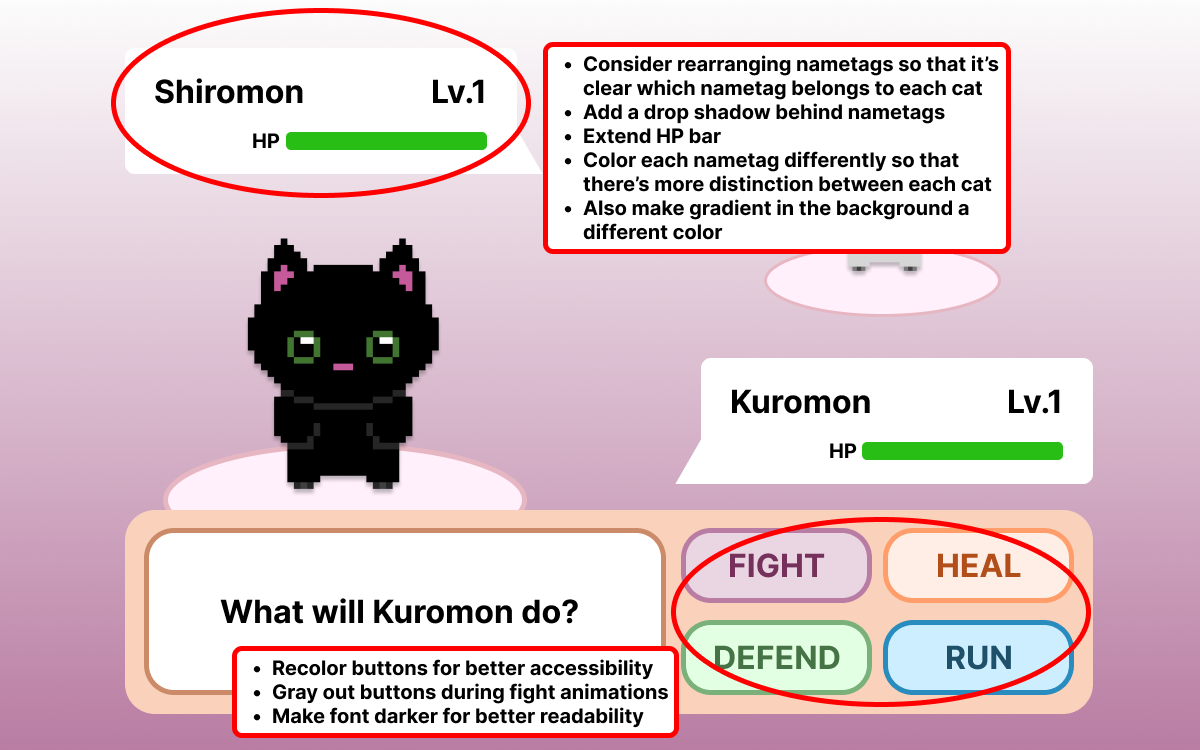 Shiromon Lv.1
HP
• Consider rearranging nametags so that it’s
clear which nametag belongs to each cat
• Add a drop shadow behind nametags
• Extend HP bar
• Color each nametag differently so that
there’s more distinction between each cat
• Also make gradient in the background a
different color
Kuromon Lv.1
HP
What will Kuromon do?
FIGHT HEAL
DEFEND RUN
• Recolor buttons for better accessibility
• Gray out buttons during fight animations
• Make font darker for better readability